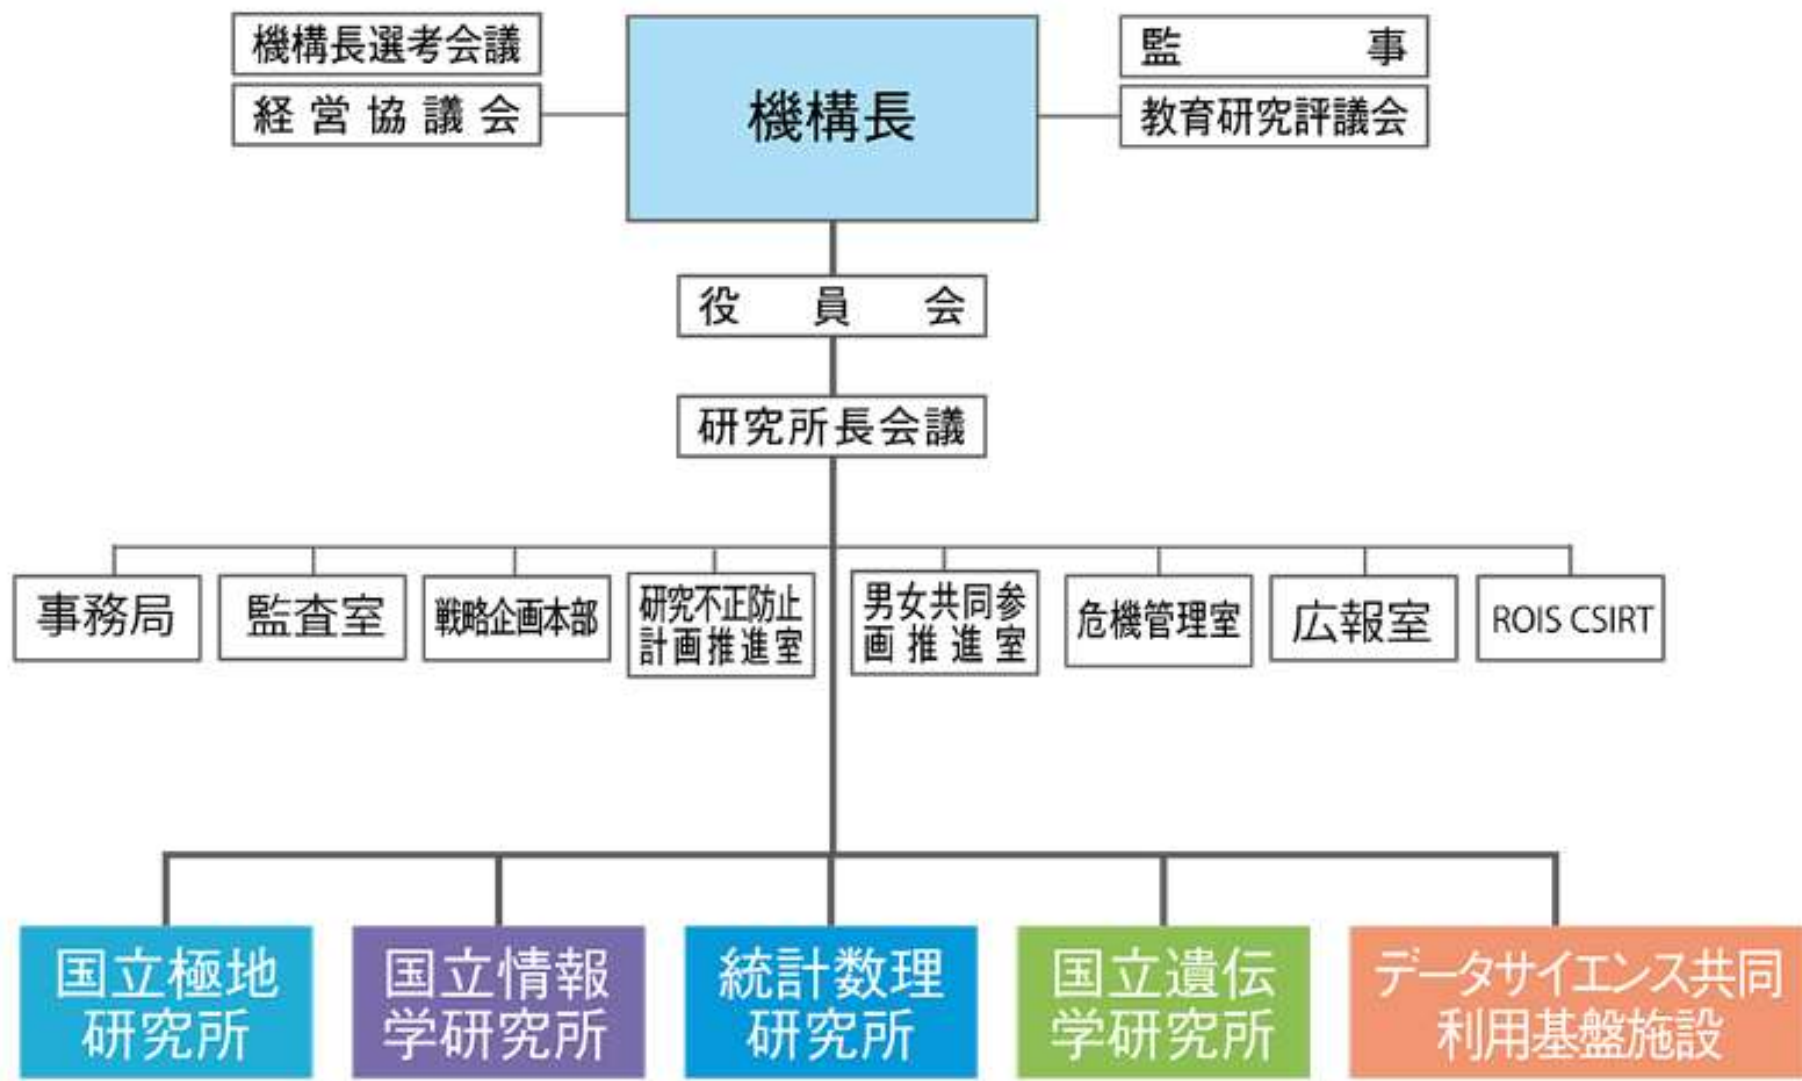 機構長選考会議
経営協議会
機構長
監事
教育研究評議会
役員会
研究所長会議
事務局
監査室
戦略企画本部
研究不正防止
計画推進室
男女共同参
画推進室
危機管理室
広報室
ROIS CSIRT
国立極地
研究所
国立情報
学研究所
統計数理
研究所
国立遺伝
学研究所
データサイエンス共同
利用基盤施設